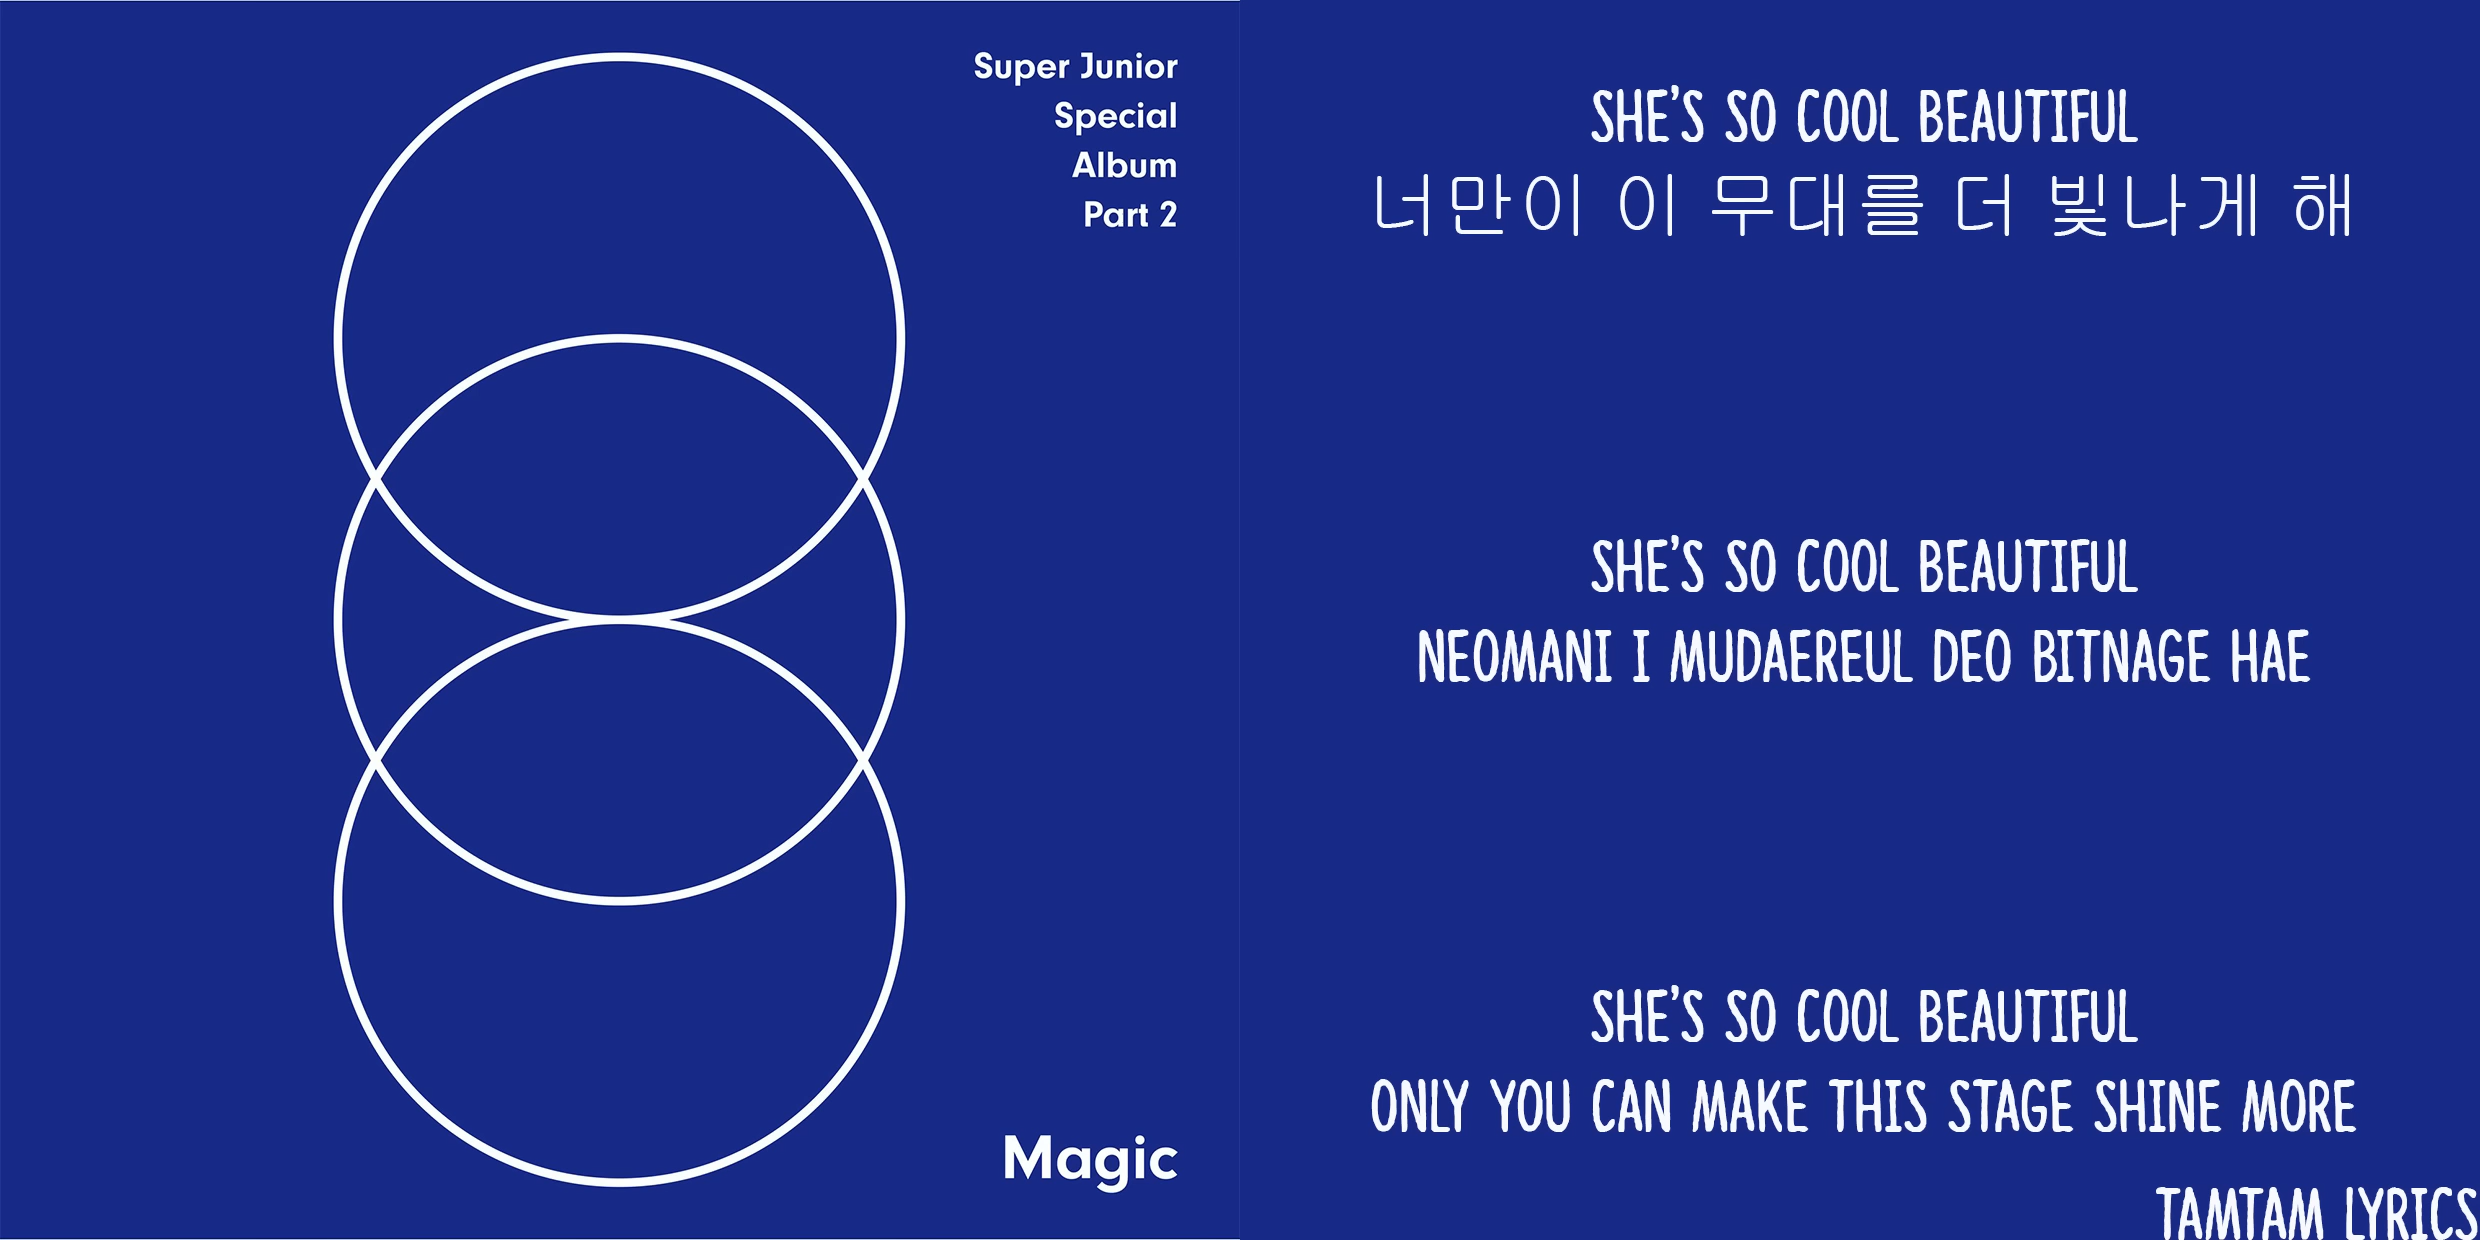 Super Junior
Special
Album
Part 2
Magic
SHE'S SO COOL BEAUTIFUL
너만이 이 무대를 더 빛나게 해
SHE'S SO COOL BEAUTIFUL
NEOMANI I MUDAEREUL DEO BITNAGE HAE
SHE'S SO COOL BEAUTIFUL
ONLY YOU CAN MAKE THIS STAGE SHINE MORE
TAMTAM LYRICS